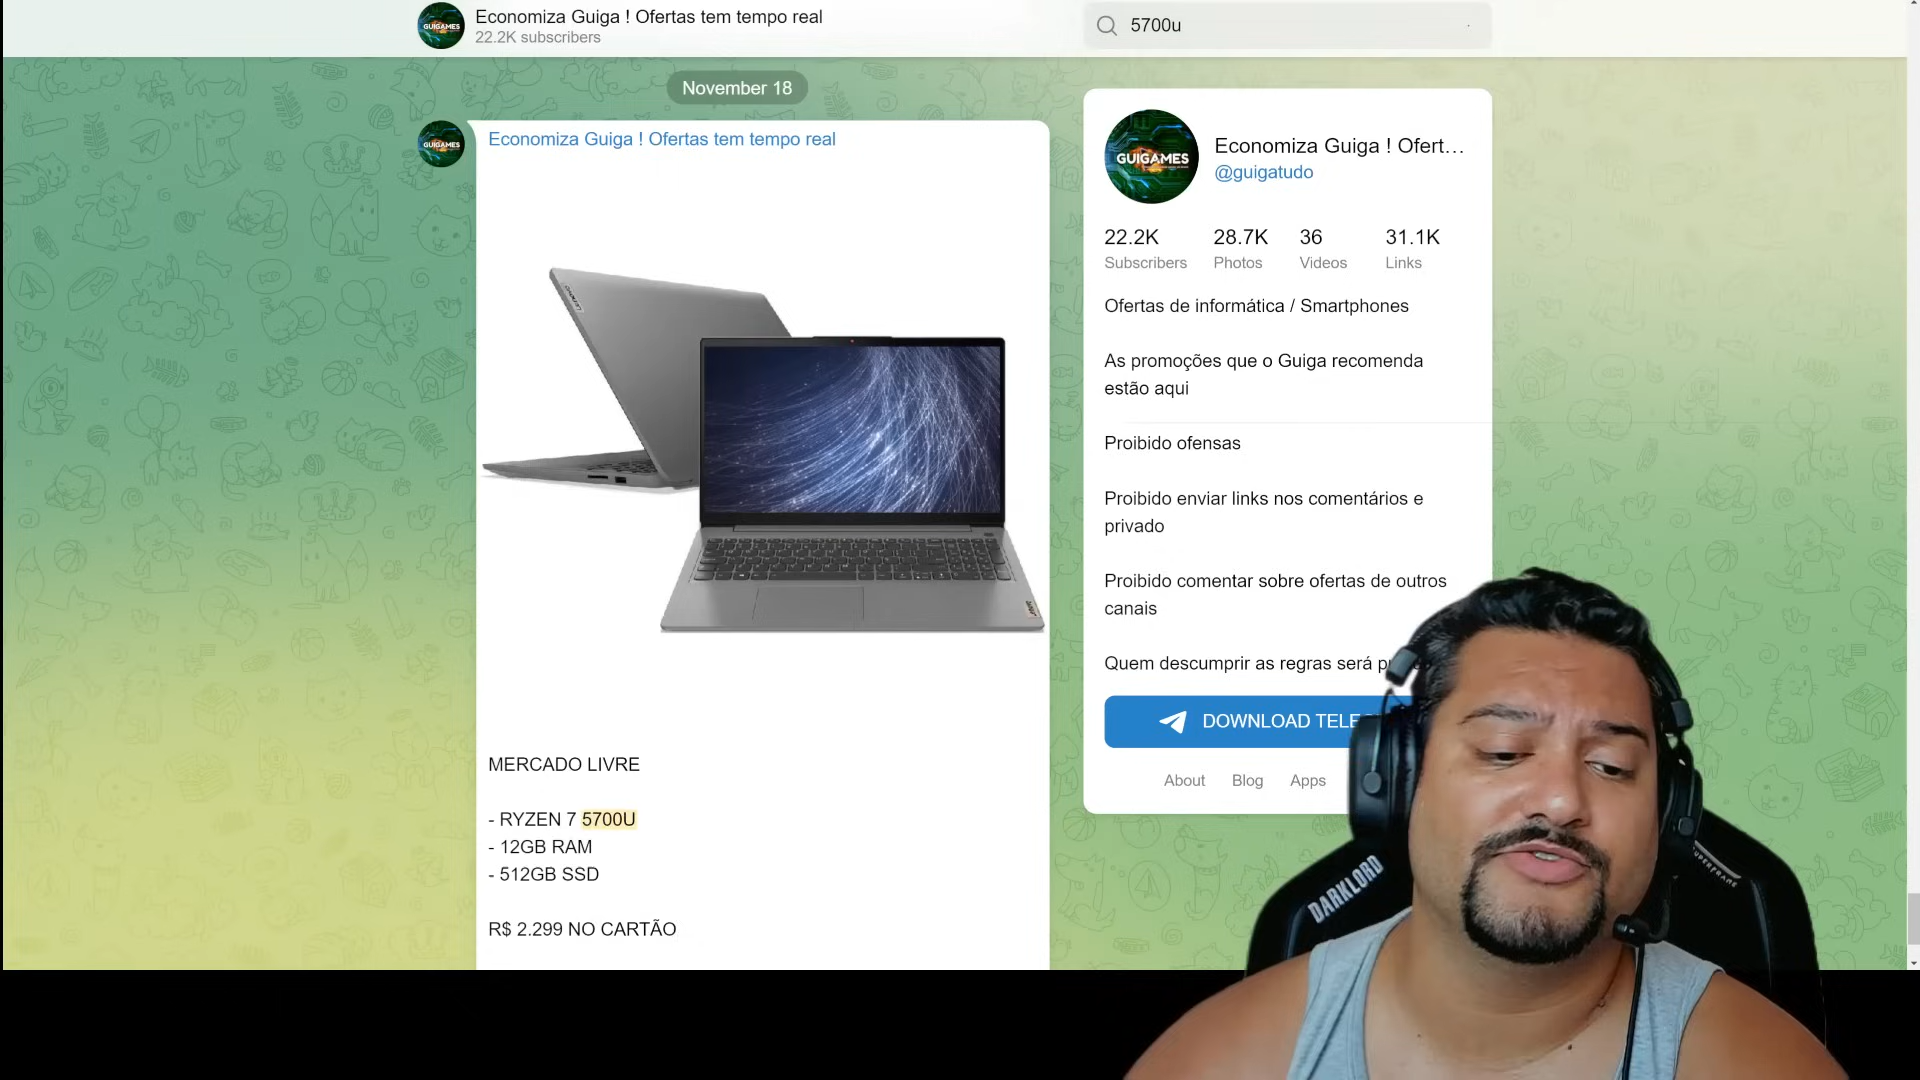 Economiza Guiga ! Ofertas tem tempo real
22.2K subscribers
5700u
November 18
GUIGAMES
GUIGAMES
Economiza Guiga ! Ofertas tem tempo real
MERCADO LIVRE
- RYZEN 7 5700U
- 12GB RAM
- 512GB SSD
R$ 2.299 NO CARTÃO
GUIGAMES
Economiza Guiga ! Ofert...
@guigatudo
22.2K 28.7K 36 31.1K
Subscribers Photos Videos Links
Ofertas de informática / Smartphones
As promoções que o Guiga recomenda
estão aqui
Proibido ofensas
Proibido enviar links nos comentários e
privado
Proibido comentar sobre ofertas de outros
canais
Quem descumprir as regras será
DOWNLOAD
About Blog Apps
DARKLORD